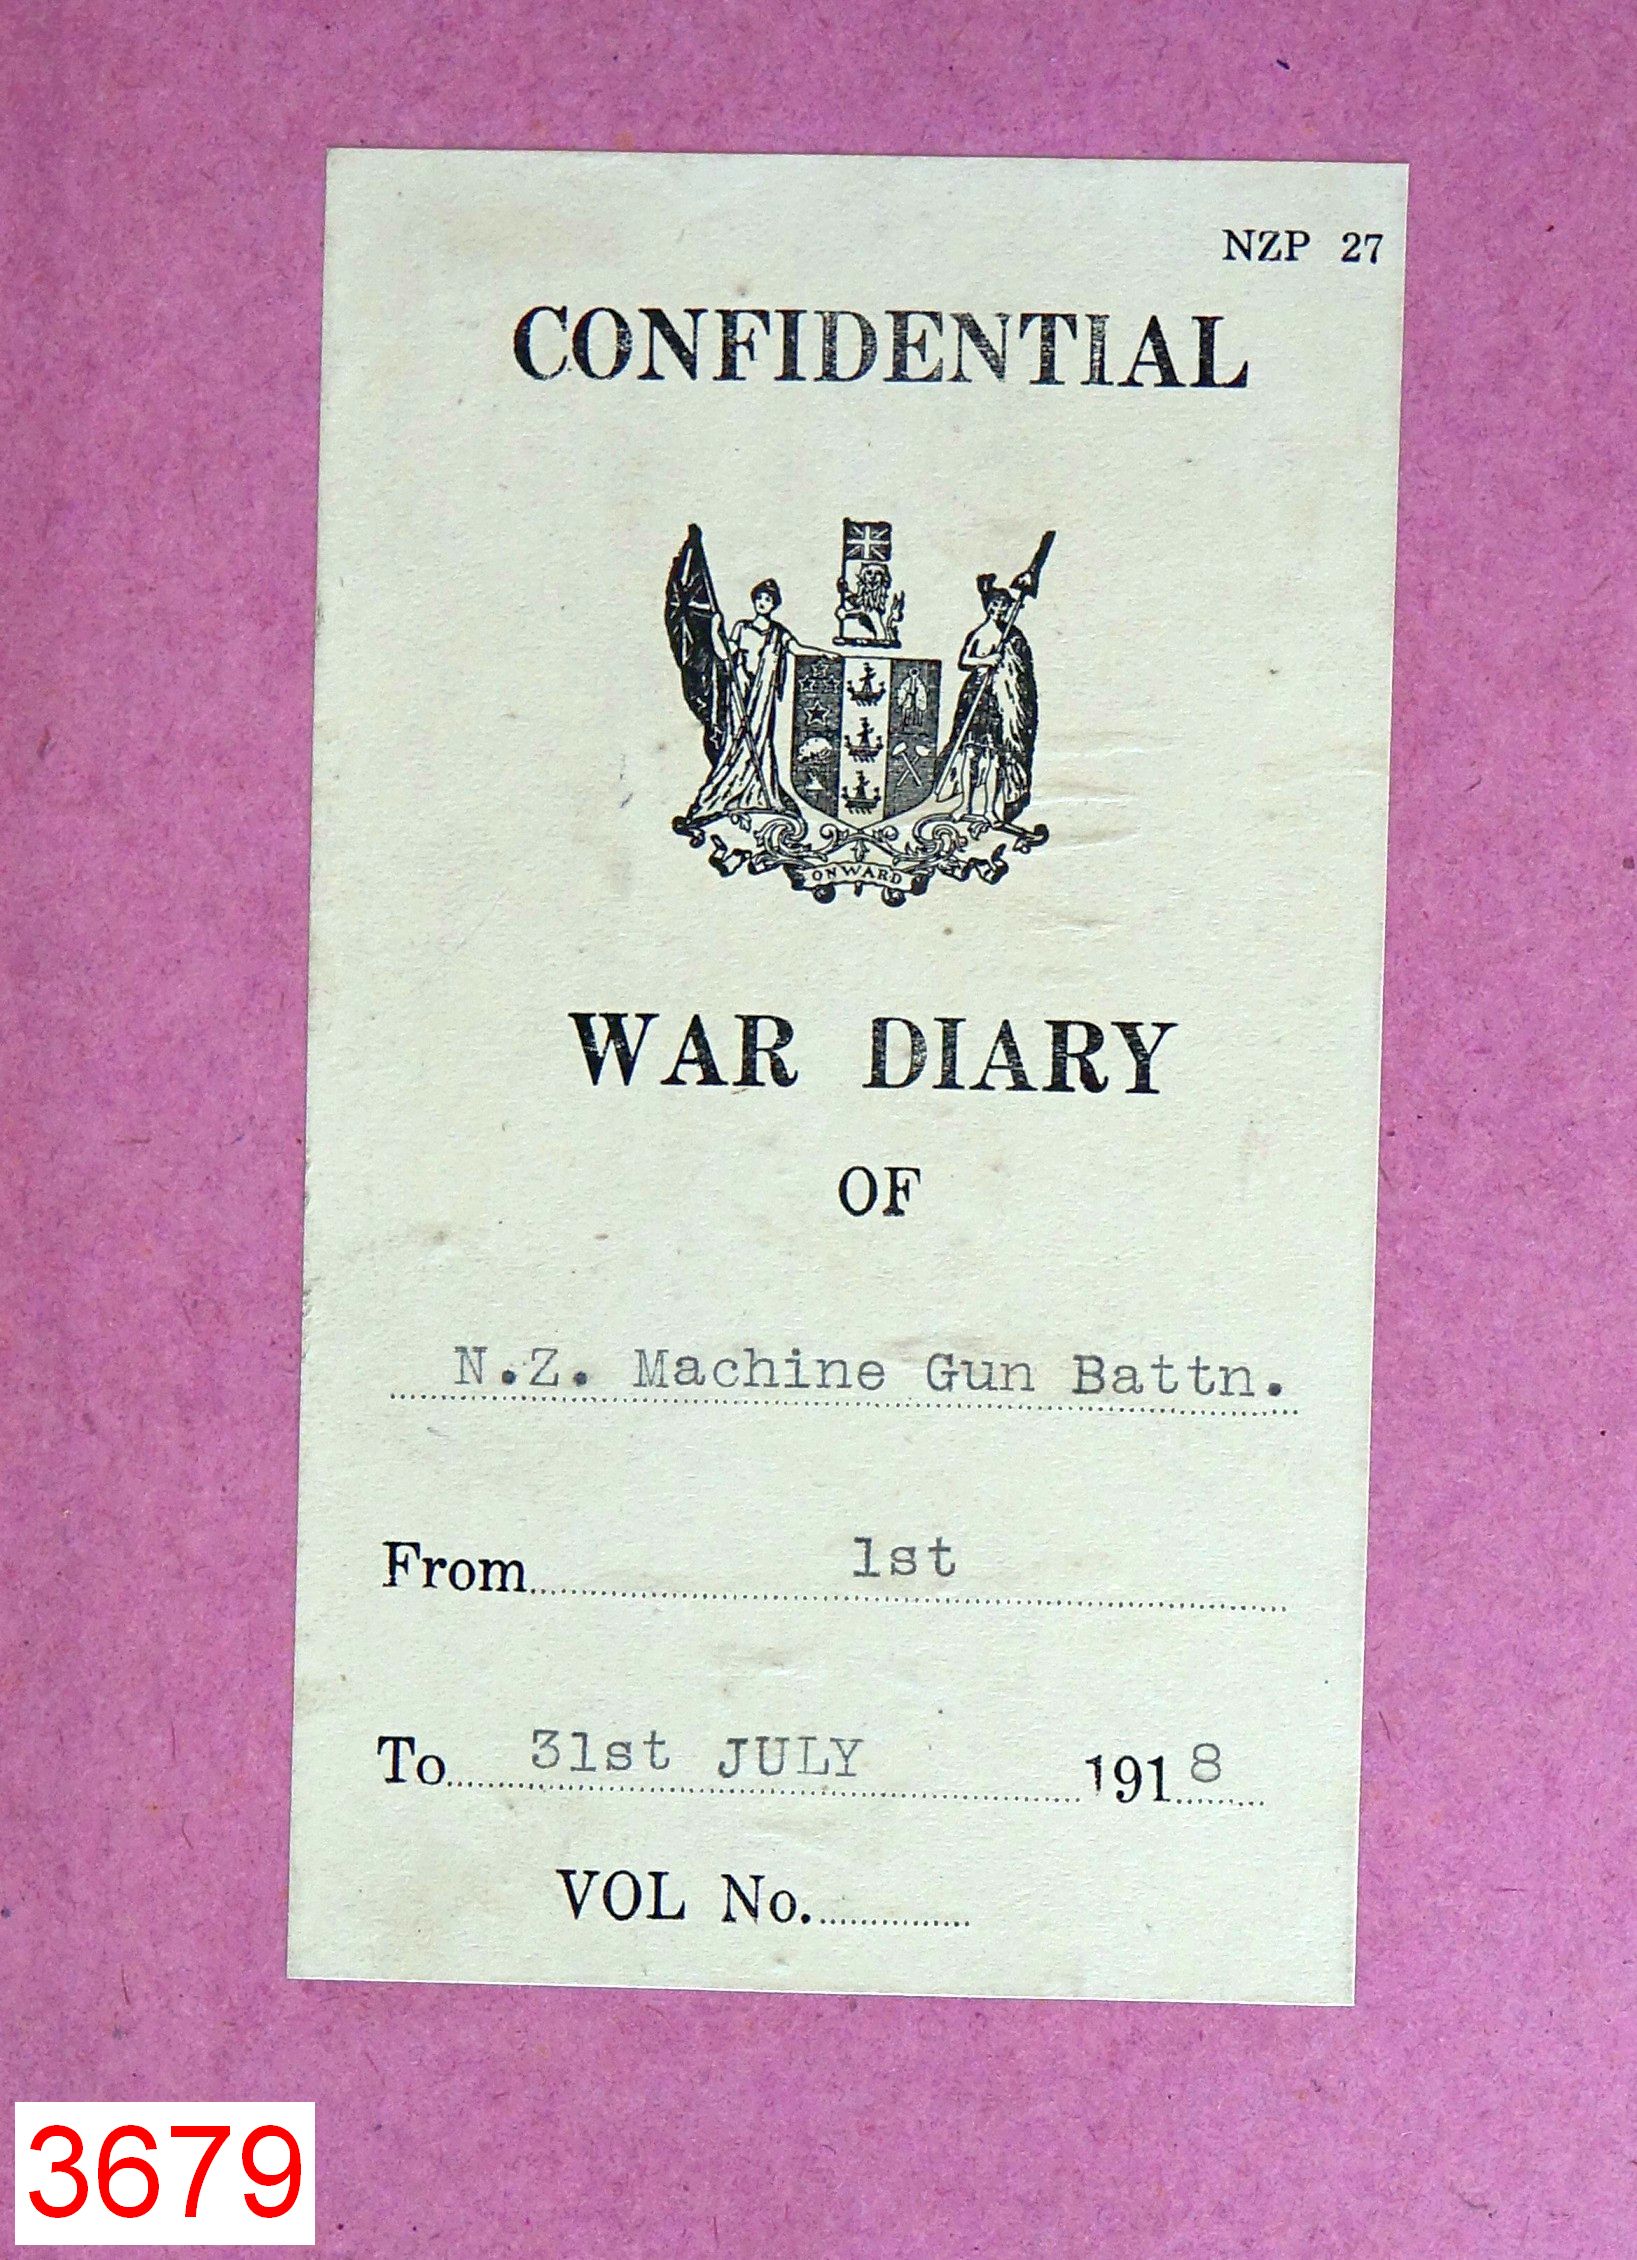 NZP 27
CONFIDENTIAL
ONWARD
WAR DIARY
OF
N.Z. Machine Gun Battn.
From 1st
To 31st JULY 1918
VOL No.
3679